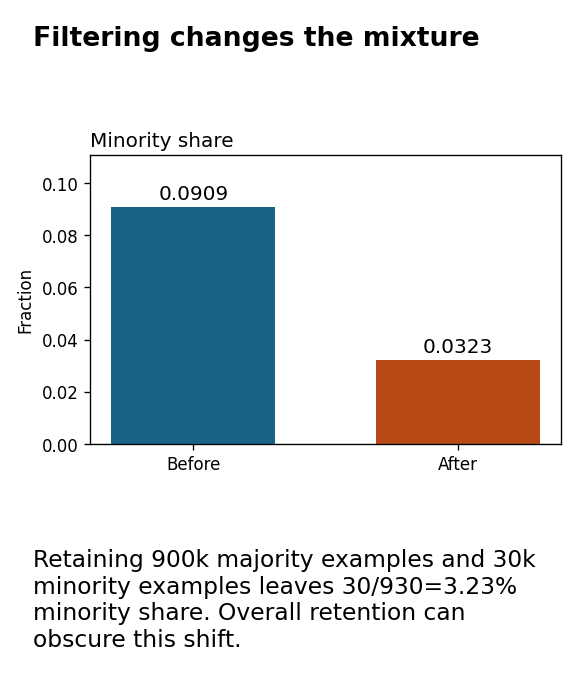 Filtering changes the mixture
Minority share
0.10
0.08
0.06
0.04
0.02
0.00
Fraction
0.0909
0.0323
Before
After
Retaining 900k majority examples and 30k
minority examples leaves 30/930=3.23%
minority share. Overall retention can
obscure this shift.